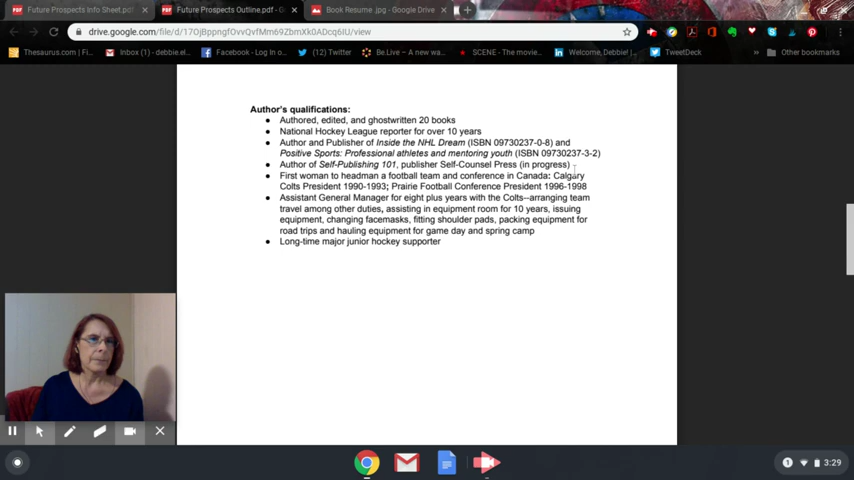 Future Prospects Info Sheet.pdf
Future Prospects Outline.pdf - G
Book Resume .jpg - Google Drive
drive.google.com/file/d/17OjBppngfOvvQvfMm69ZbmXk0ADcq6IU/view
Thesaurus.com | Fi...
Inbox (1) - debbie.el...
Facebook - Log In o...
(12) Twitter
Be.Live – A new wa...
SCENE - The movie...
Welcome, Debbie! |...
TweetDeck
Other bookmarks
Author's qualifications:
● Authored, edited, and ghostwritten 20 books
● National Hockey League reporter for over 10 years
● Author and Publisher of Inside the NHL Dream (ISBN 09730237-0-8) and
Positive Sports: Professional athletes and mentoring youth (ISBN 09730237-3-2)
● Author of Self-Publishing 101, publisher Self-Counsel Press (in progress)
● First woman to headman a football team and conference in Canada: Calgary
Colts President 1990-1993; Prairie Football Conference President 1996-1998
● Assistant General Manager for eight plus years with the Colts--arranging team
travel among other duties, assisting in equipment room for 10 years, issuing
equipment, changing facemasks, fitting shoulder pads, packing equipment for
road trips and hauling equipment for game day and spring camp
● Long-time major junior hockey supporter
1
3:29